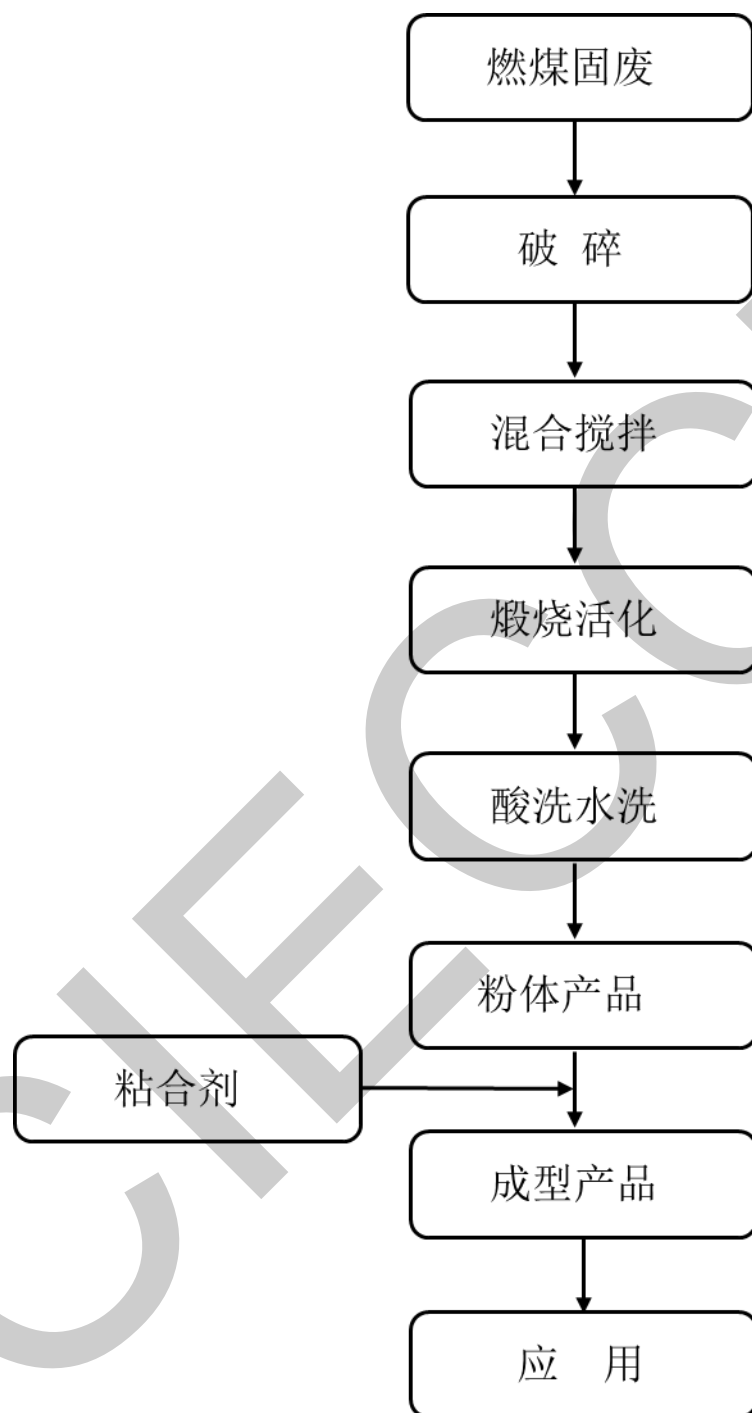 燃煤固废
破 碎
混合搅拌
煅烧活化
酸洗水洗
粉体产品
粘合剂
成型产品
应 用
CIECC